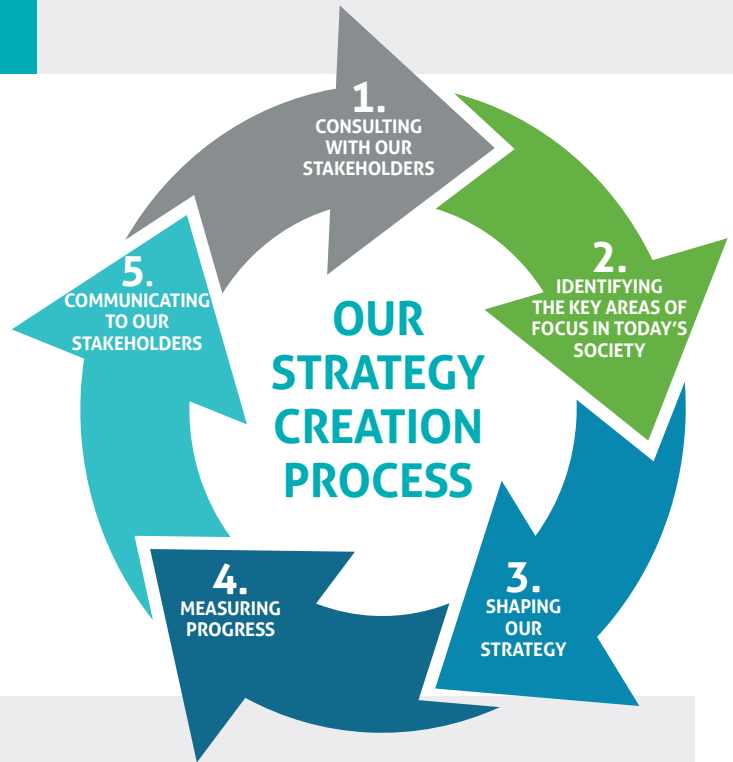 1.
CONSULTING
WITH OUR
STAKEHOLDERS
2.
IDENTIFYING
THE KEY AREAS OF
FOCUS IN TODAY'S
SOCIETY
3.
SHAPING
OUR
STRATEGY
4.
MEASURING
PROGRESS
5.
COMMUNICATING
TO OUR
STAKEHOLDERS
OUR
STRATEGY
CREATION
PROCESS